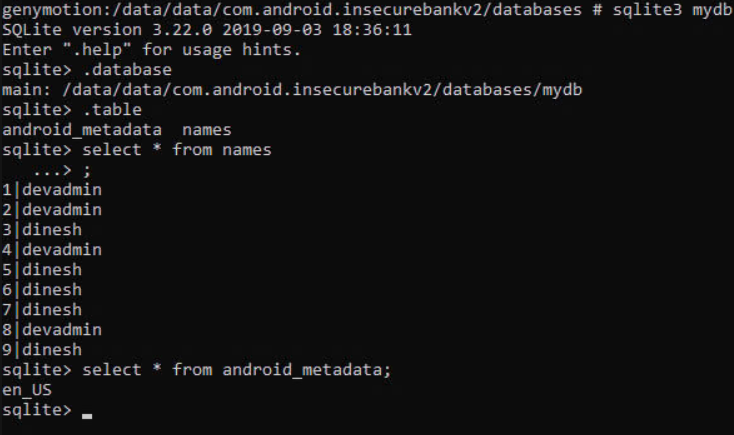 genymotion:/data/data/com.android.insecurebankv2/databases # sqlite3 mydb
SQLite version 3.22.0 2019-09-03 18:36:11
Enter ".help" for usage hints.
sqlite> .database
main: /data/data/com.android.insecurebankv2/databases/mydb
sqlite> .table
android_metadata  names
sqlite> select * from names
   ...> ;
1|devadmin
2|devadmin
3|dinesh
4|devadmin
5|dinesh
6|dinesh
7|dinesh
8|devadmin
9|dinesh
sqlite> select * from android_metadata;
en_US
sqlite> _